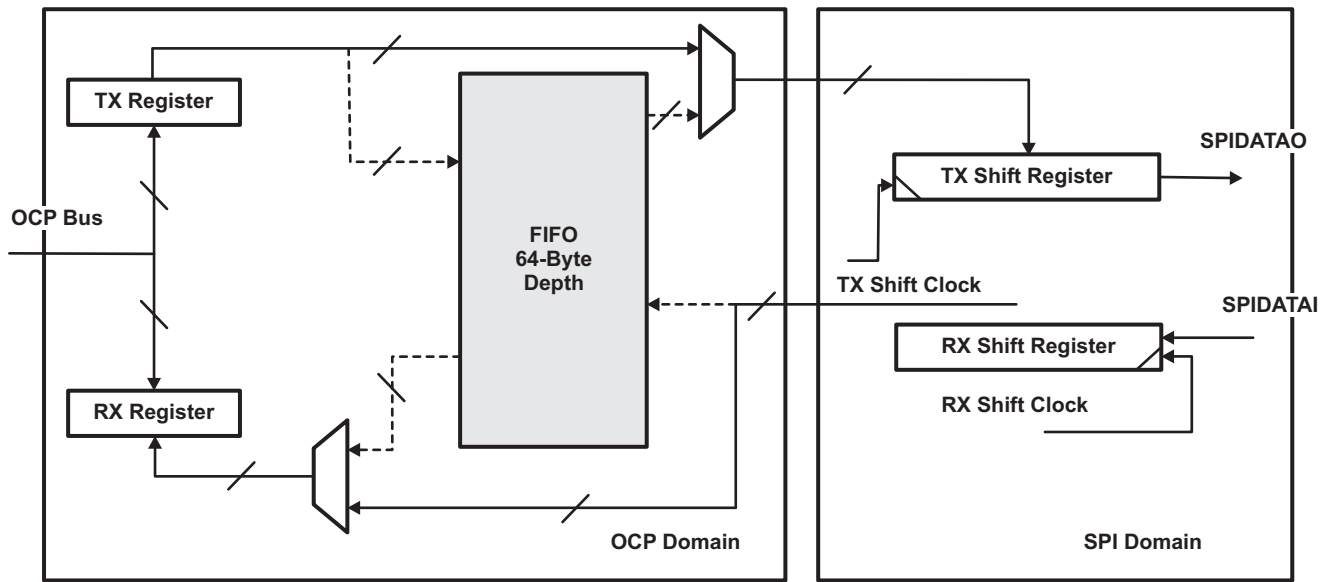 TX Register
SPIDATAO
TX Shift Register
OCP Bus
FIFO
64-Byte
Depth
TX Shift Clock
SPIDATAI
RX Shift Register
RX Register
RX Shift Clock
OCP Domain
SPI Domain